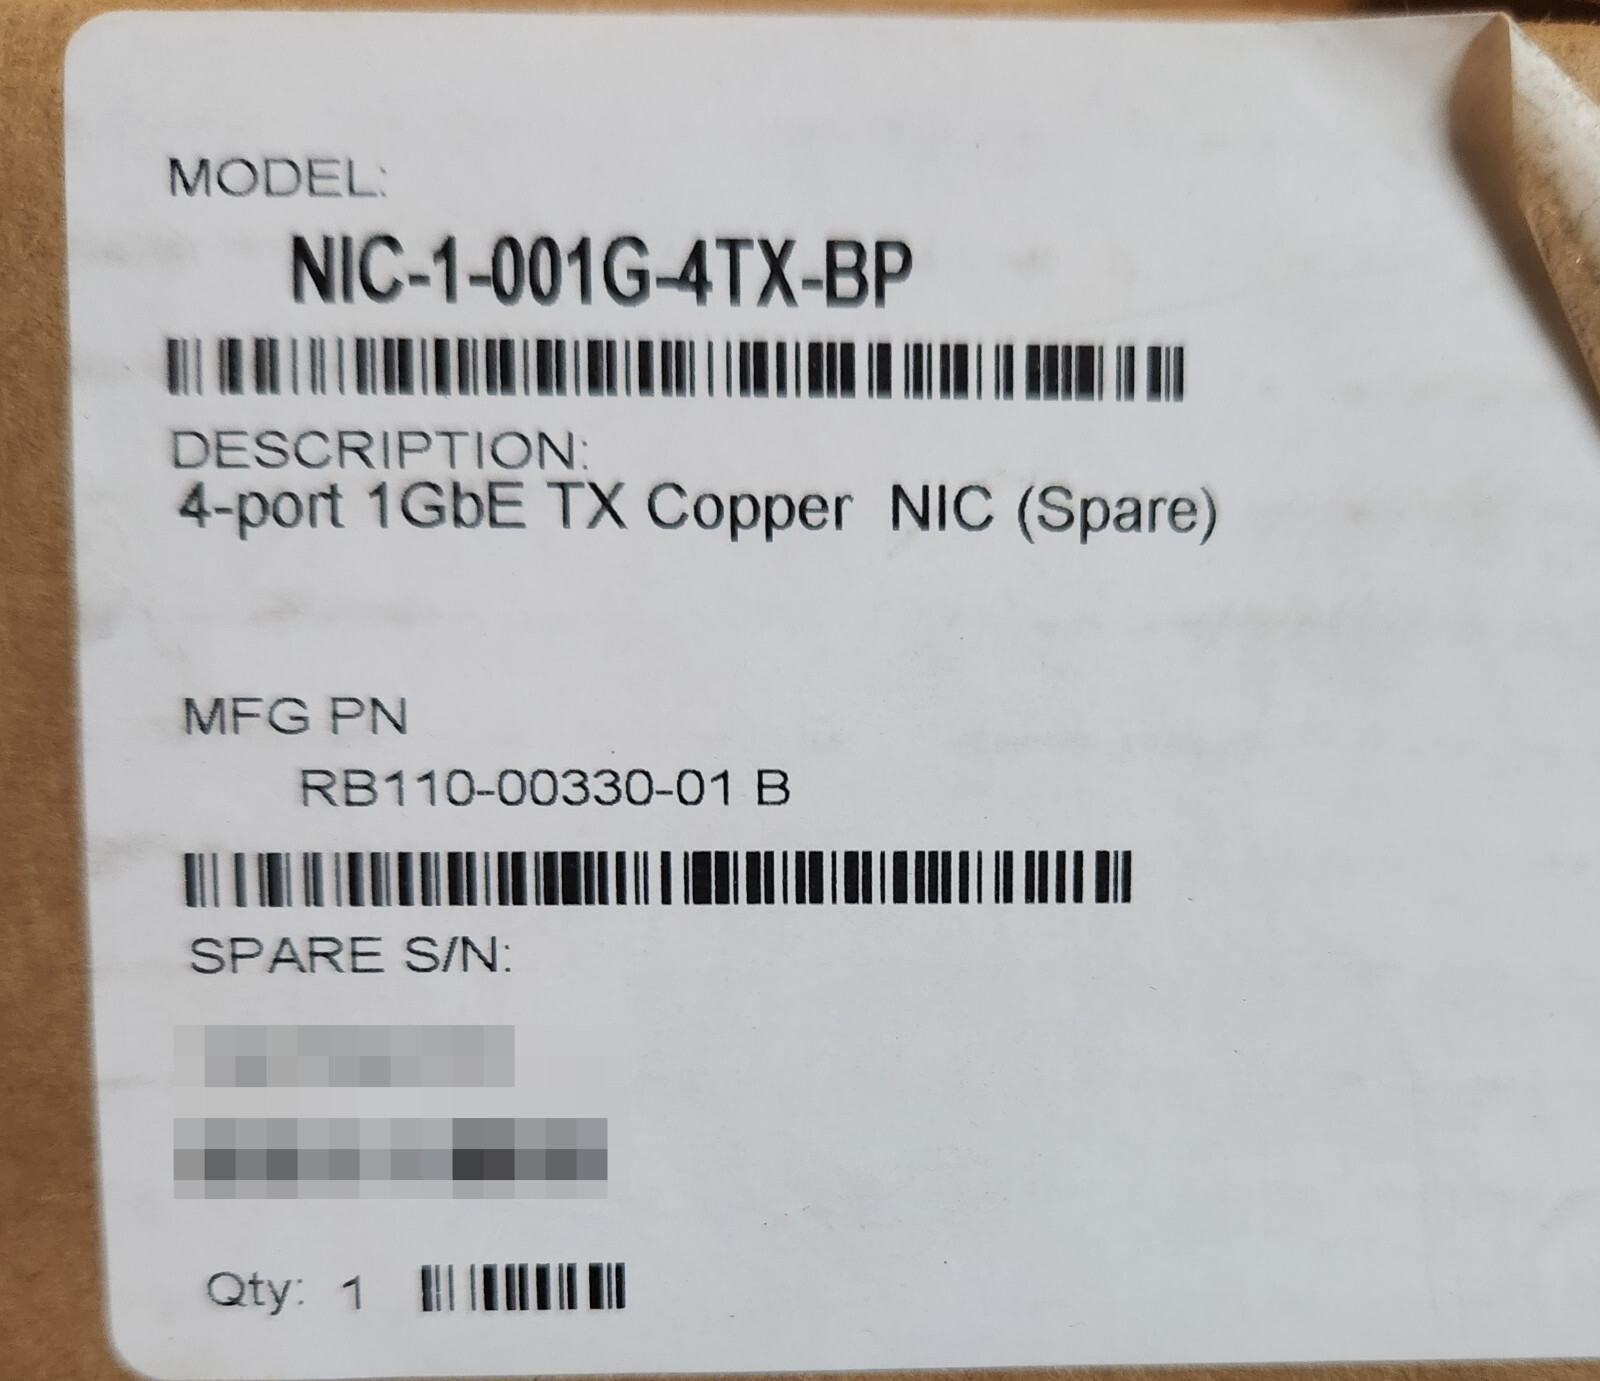 MODEL:
NIC-1-001G-4TX-BP
DESCRIPTION:
4-port 1GbE TX Copper NIC (Spare)
MFG PN
RB110-00330-01 B
SPARE S/N:
Qty: 1